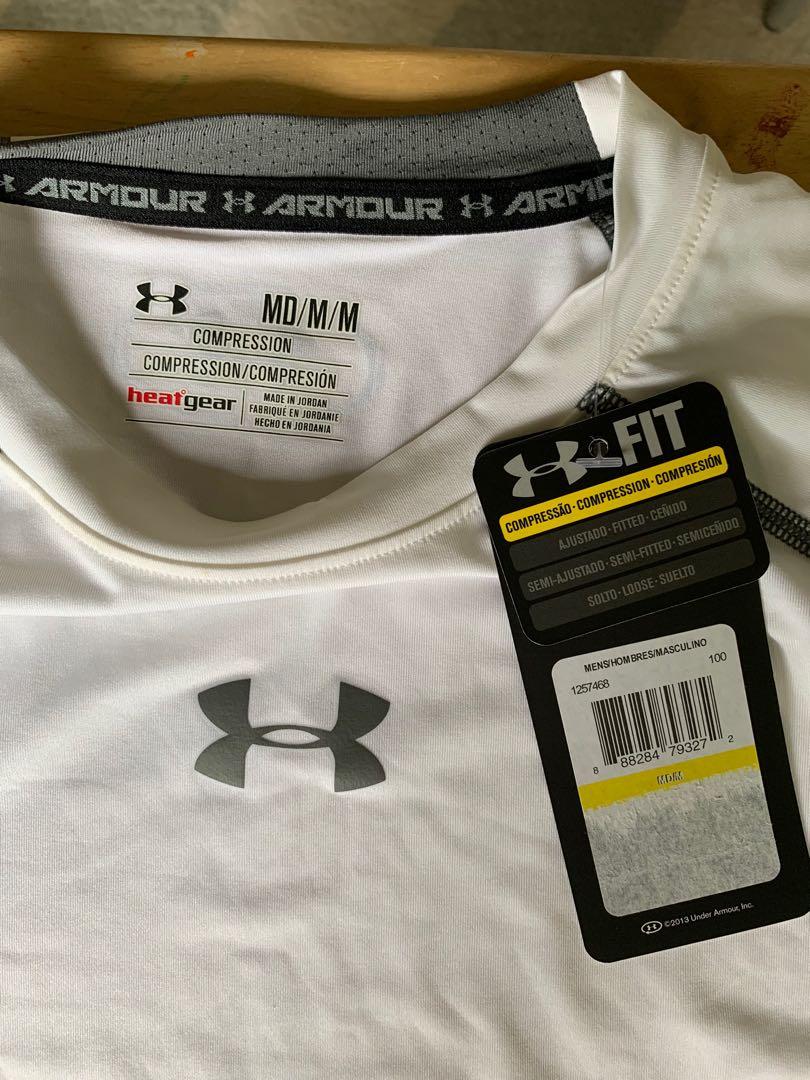 ARMOUR ARMOUR ARMO
MD/M/M
COMPRESSION
COMPRESSION/COMPRESIÓN
heatgear
MADE IN JORDAN
FABRIQUÉ EN JORDANIE
HECHO EN JORDANIA
FIT
COMPRESSÃO·COMPRESSION·COMPRESIÓN
AJUSTADO·FITTED·CEÑIDO
SEMI-AJUSTADO·SEMI-FITTED·SEMICEÑIDO
SOLTO·LOOSE·SUELTO
MENS/HOMBRES/MASCULINO
1257468 100
8 88284 79327 2
MD/M
©2013 Under Armour, Inc.